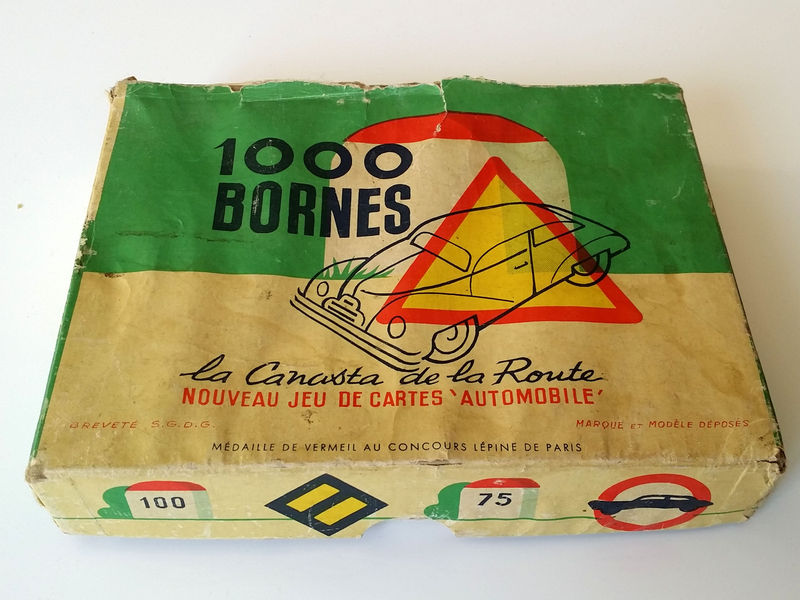 1000
BORNES
la Canasta de la Route
NOUVEAU JEU DE CARTES 'AUTOMOBILE'
BREVETÉ S.G.D.G.
MARQUE ET MODÈLE DÉPOSÉS
MÉDAILLE DE VERMEIL AU CONCOURS LÉPINE DE PARIS
100
75